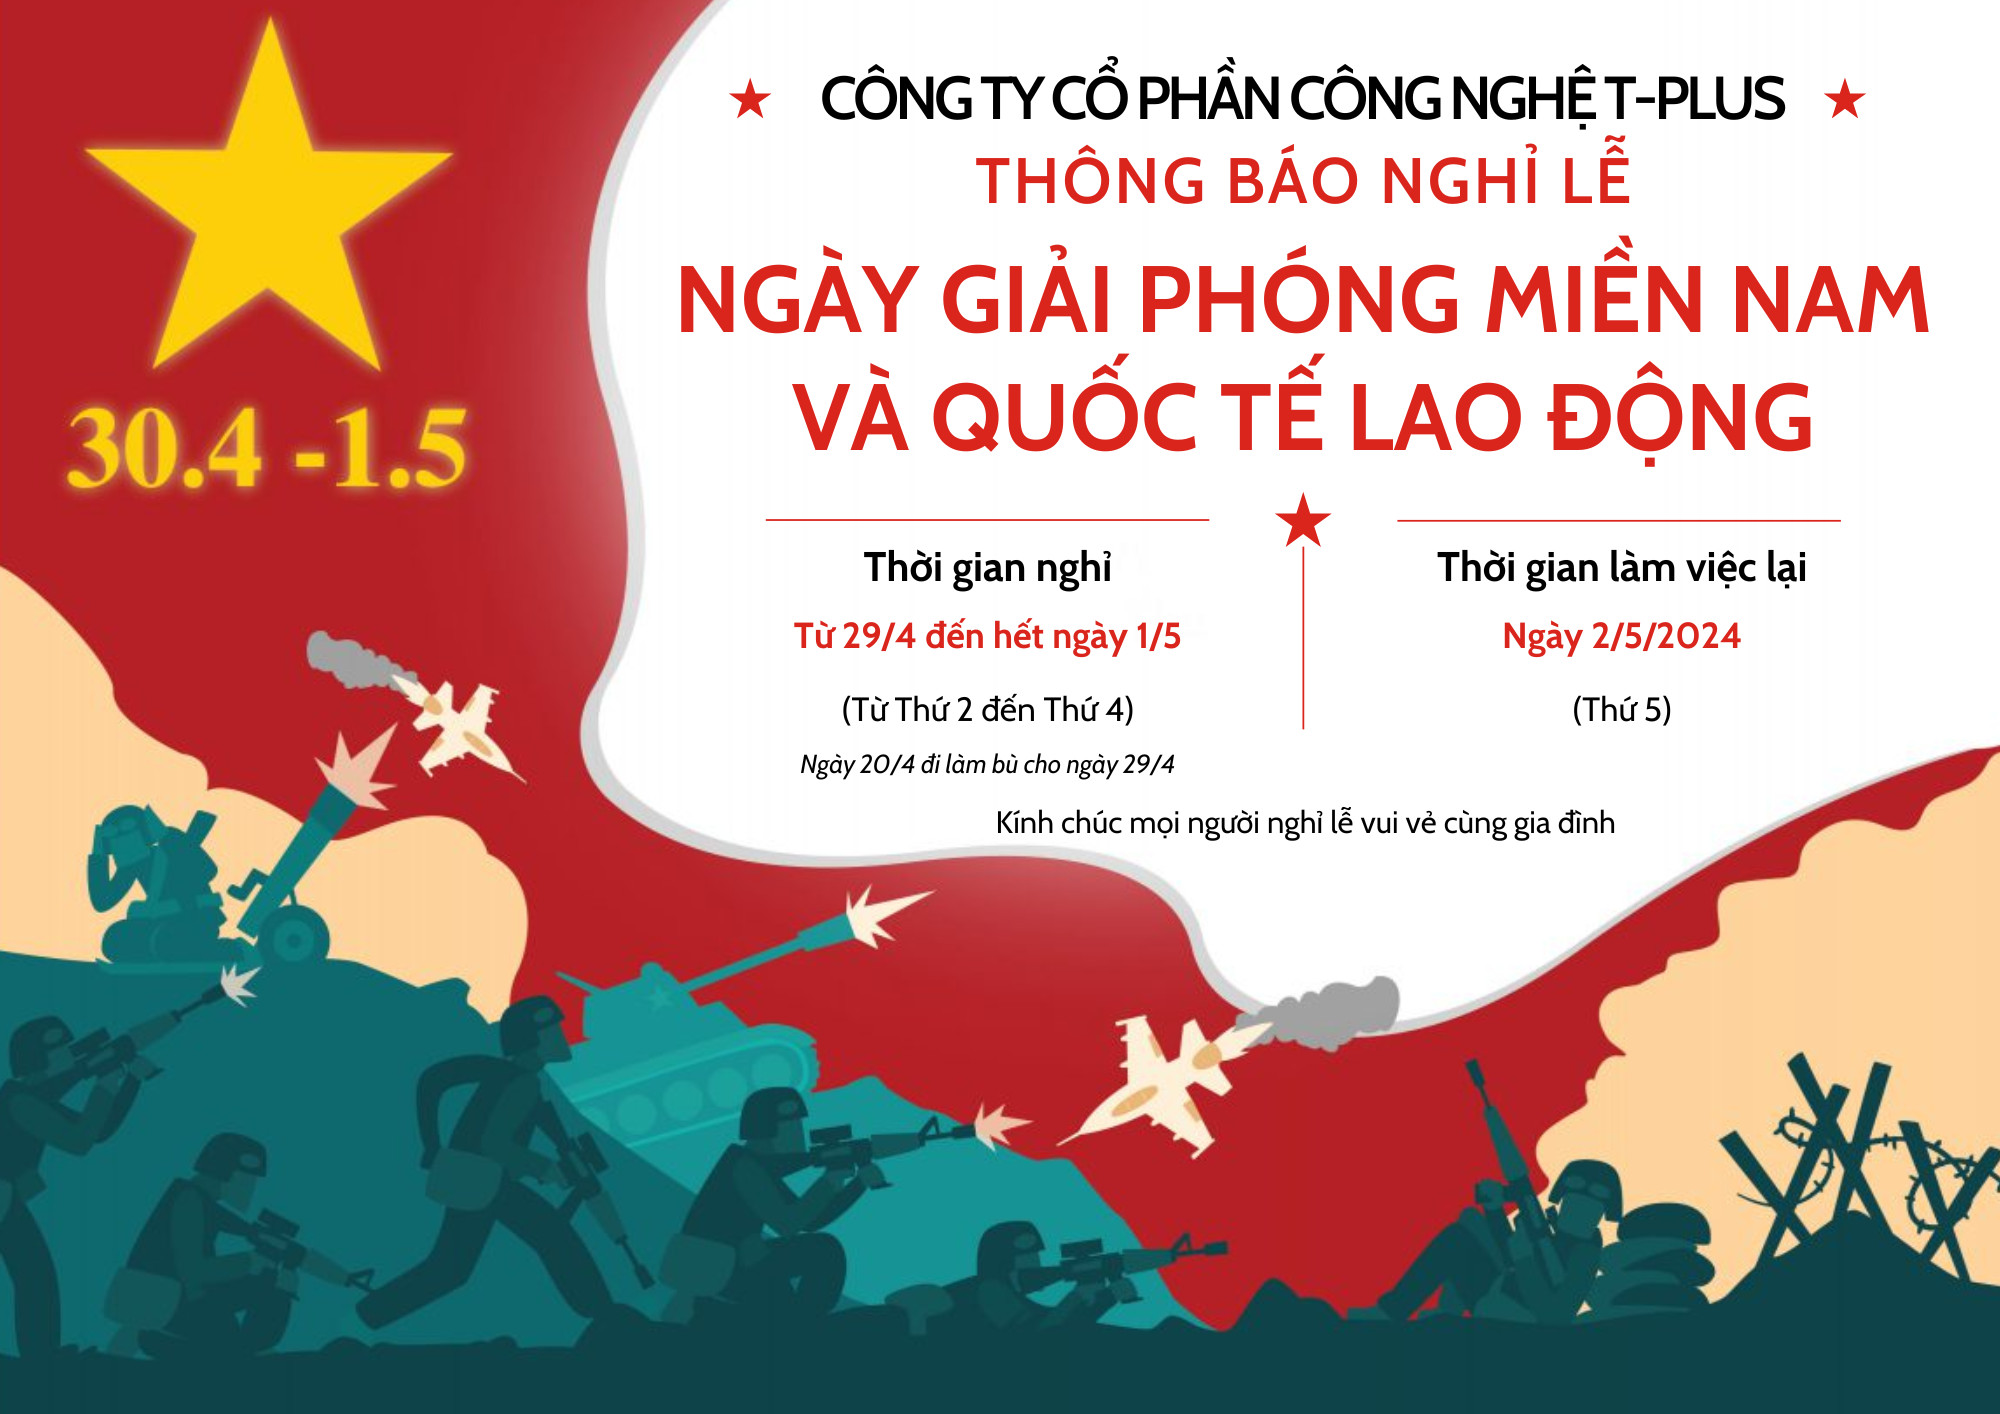 CÔNG TY CỔ PHẦN CÔNG NGHỆ T-PLUS
THÔNG BÁO NGHỈ LỄ
NGÀY GIẢI PHÓNG MIỀN NAM
VÀ QUỐC TẾ LAO ĐỘNG
30.4 -1.5
Thời gian nghỉ
Từ 29/4 đến hết ngày 1/5
(Từ Thứ 2 đến Thứ 4)
Ngày 20/4 đi làm bù cho ngày 29/4
Thời gian làm việc lại
Ngày 2/5/2024
(Thứ 5)
Kính chúc mọi người nghỉ lễ vui vẻ cùng gia đình